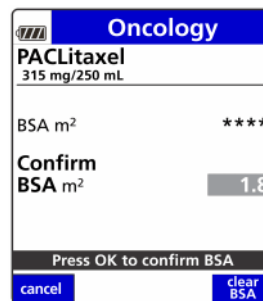 Oncology
PACLitaxel
315 mg/250 mL
BSA m² ****
Confirm
BSA m² 1.8
Press OK to confirm BSA
cancel clear
BSA